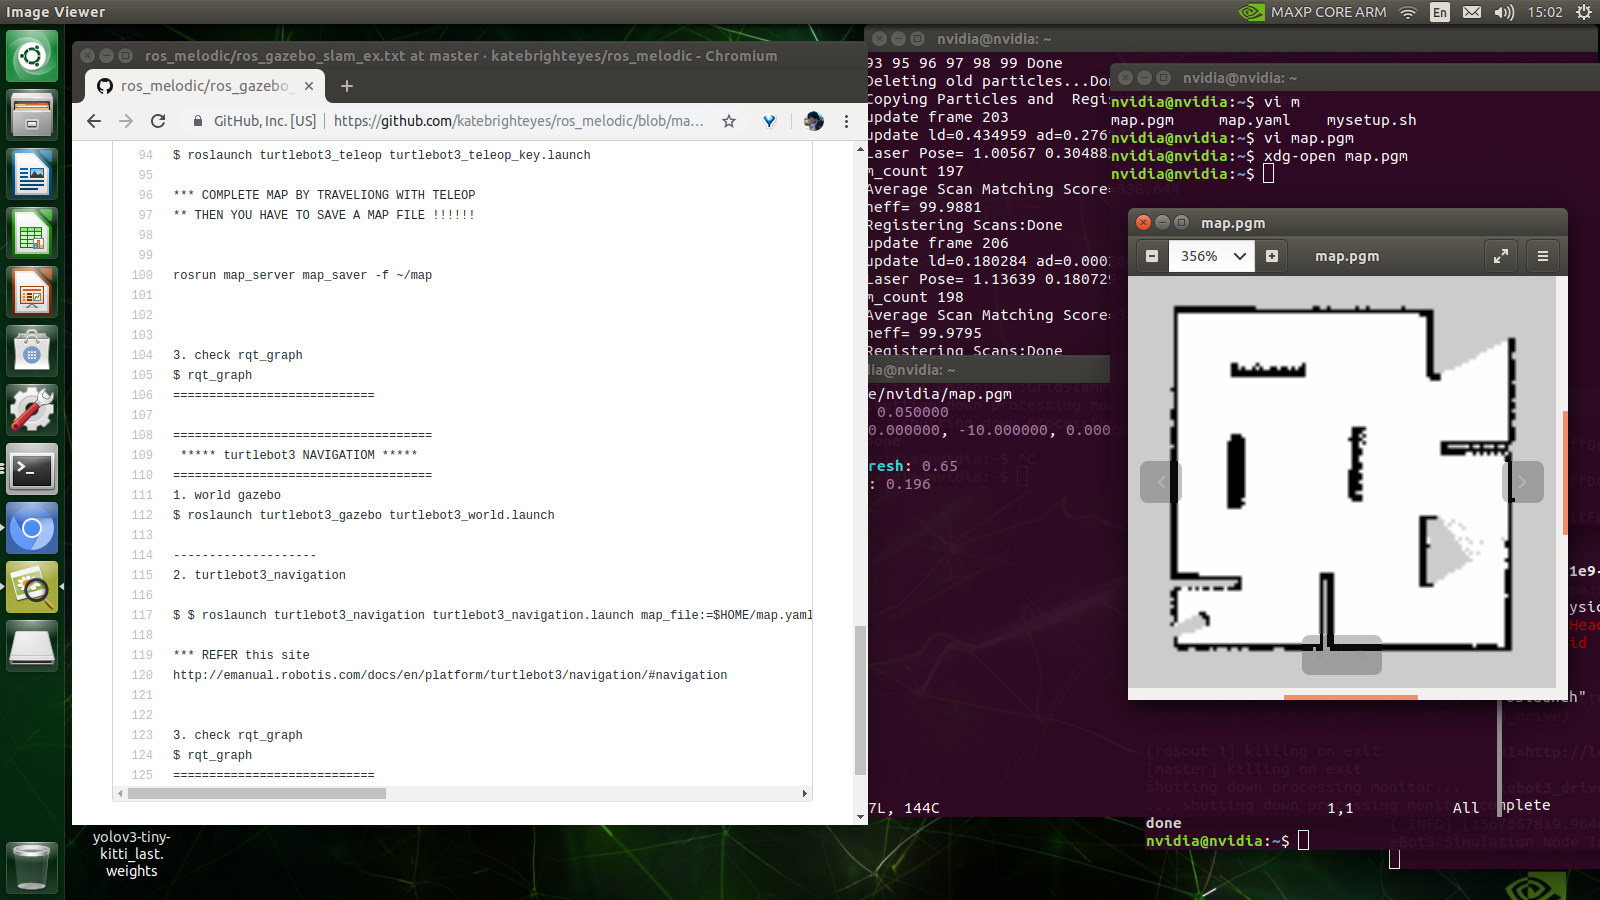 Image Viewer
MAXP CORE ARM
En
15:02
ros_melodic/ros_gazebo_slam_ex.txt at master · katebrighteyes/ros_melodic - Chromium
ros_melodic/ros_gazebo_
GitHub, Inc. [US]
https://github.com/katebrighteyes/ros_melodic/blob/ma...
94 $ roslaunch turtlebot3_teleop turtlebot3_teleop_key.launch
95
96 *** COMPLETE MAP BY TRAVELIONG WITH TELEOP
97 ** THEN YOU HAVE TO SAVE A MAP FILE !!!!!!
98
99
100 rosrun map_server map_saver -f ~/map
101
102
103
104 3. check rqt_graph
105 $ rqt_graph
106 ============================
107
108 ====================================
109 ***** turtlebot3 NAVIGATIOM *****
110 ====================================
111 1. world gazebo
112 $ roslaunch turtlebot3_gazebo turtlebot3_world.launch
113
114 --------------------
115 2. turtlebot3_navigation
116
117 $ $ roslaunch turtlebot3_navigation turtlebot3_navigation.launch map_file:=$HOME/map.yaml
118
119 *** REFER this site
120 http://emanual.robotis.com/docs/en/platform/turtlebot3/navigation/#navigation
121
122
123 3. check rqt_graph
124 $ rqt_graph
125 ============================
yolov3-tiny-
kitti_last.
weights
nvidia@nvidia: ~
93 95 96 97 98 99 Done
Deleting old particles...Do
Copying Particles and Regis
update frame 203
update ld=0.434959 ad=0.276
Laser Pose= 1.00567 0.30488
m_count 197
Average Scan Matching Score=338.644
neff= 99.9881
Registering Scans:Done
update frame 206
update ld=0.180284 ad=0.000
Laser Pose= 1.13639 0.18072
m_count 198
Average Scan Matching Score=
neff= 99.9795
Registering Scans:Done
dia@nvidia: ~
e/nvidia/map.pgm
0.050000
0.000000, -10.000000, 0.000
resh: 0.65
: 0.196
7L, 144C
1,1
All
nvidia@nvidia: ~
nvidia@nvidia:~$ vi m
map.pgm map.yaml mysetup.sh
nvidia@nvidia:~$ vi map.pgm
nvidia@nvidia:~$ xdg-open map.pgm
nvidia@nvidia:~$
map.pgm
356%
map.pgm
[rosout-1] killing on exit
[master] killing on exit
shutting down processing monitor...
... shutting down processing monitor complete
done
nvidia@nvidia:~$